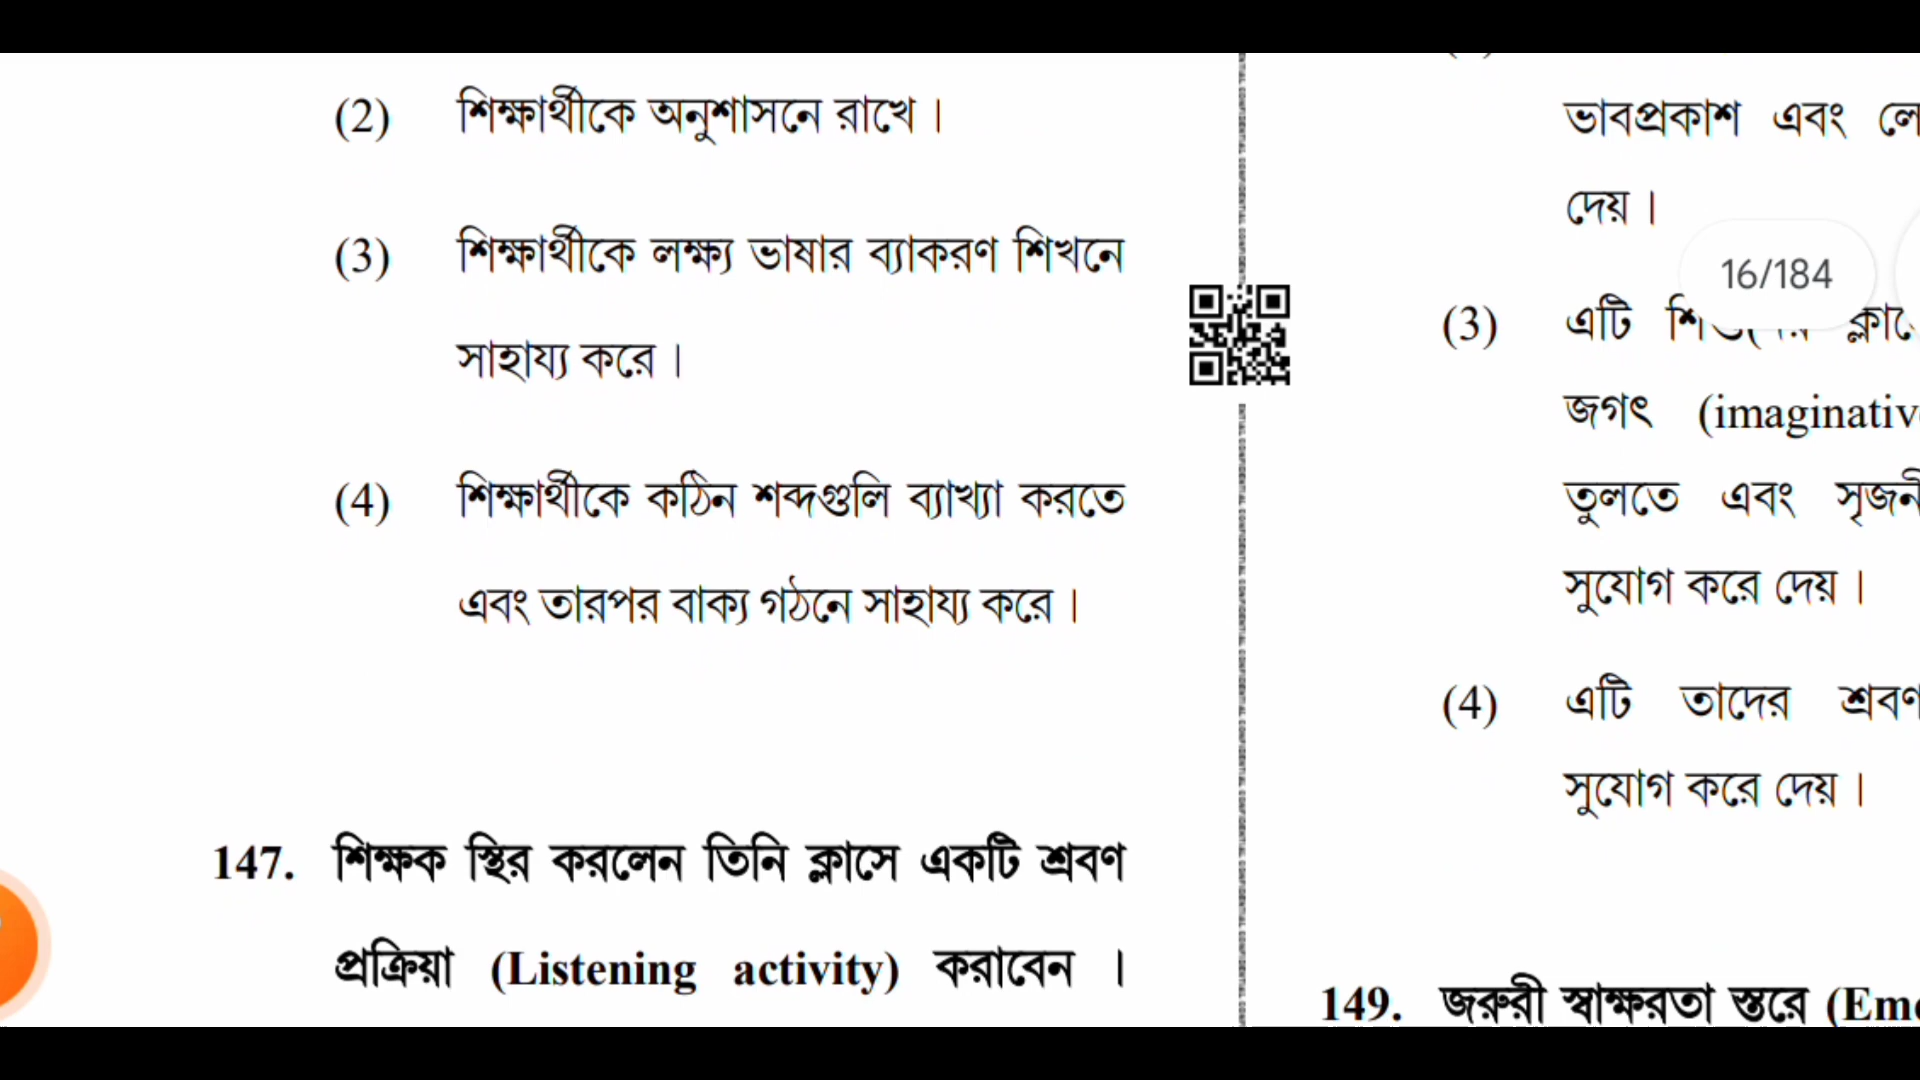 (2) শিক্ষার্থীকে অনুশাসনে রাখে ।
(3) শিক্ষার্থীকে লক্ষ্য ভাষার ব্যাকরণ শিখনে
সাহায্য করে ।
(4) শিক্ষার্থীকে কঠিন শব্দগুলি ব্যাখ্যা করতে
এবং তারপর বাক্য গঠনে সাহায্য করে ।
147. শিক্ষক স্থির করলেন তিনি ক্লাসে একটি শ্রবণ
প্রক্রিয়া (Listening activity) করাবেন ।
ভাবপ্রকাশ এবং
দেয় ।
16/184
(3) এটি
জগৎ
তুলতে এবং
সুযোগ করে দেয় ।
(4) এটি তাদের শ্রবণ
সুযোগ করে দেয় ।
149. জরুরী স্বাক্ষরতা স্তরে